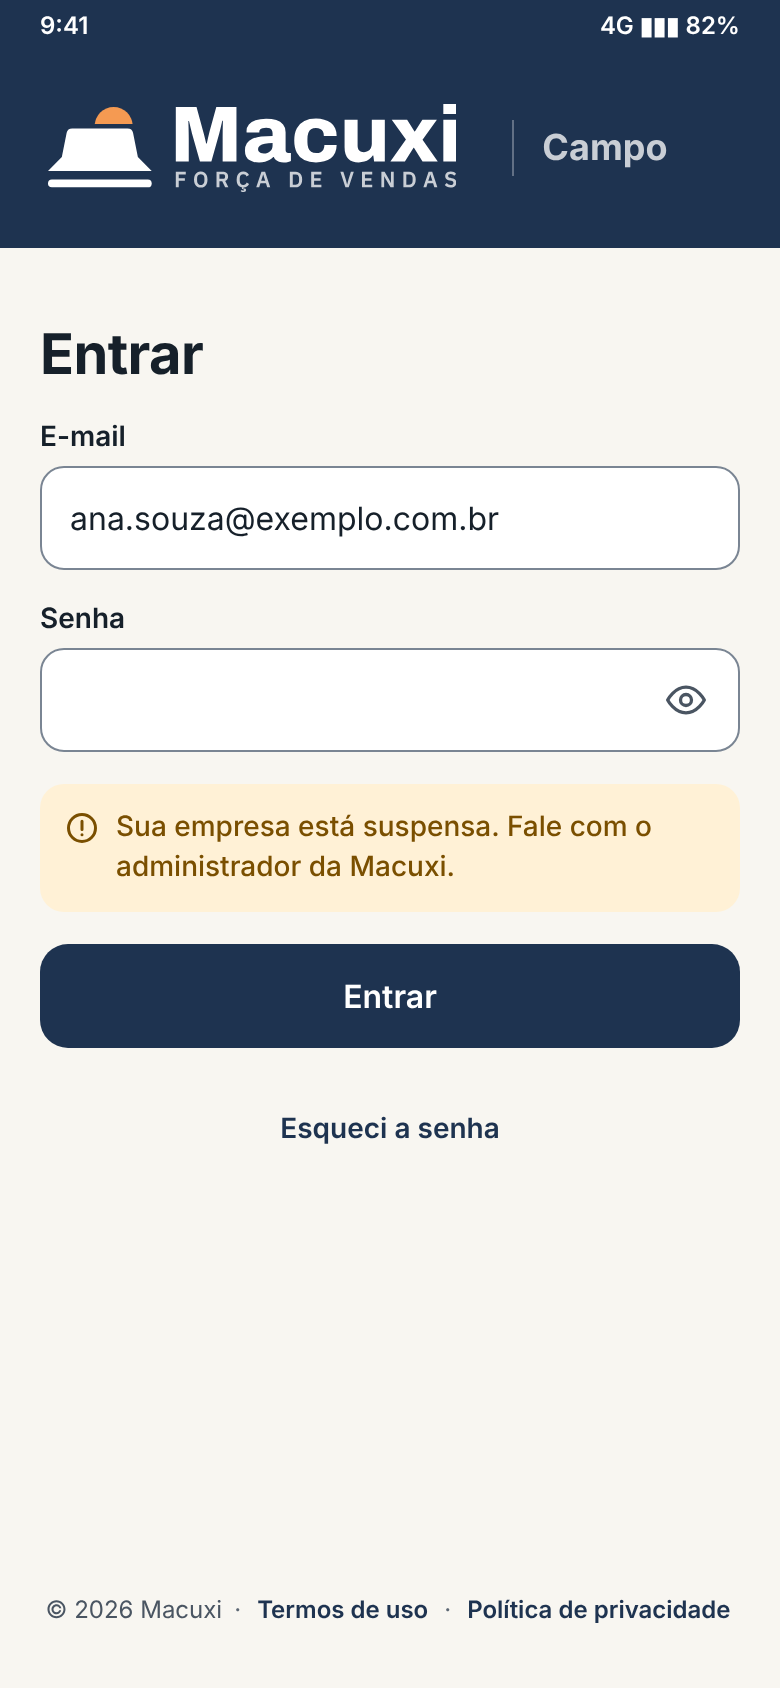 9:41
4G 82%
Macuxi
FORÇA DE VENDAS
Campo
Entrar
E-mail
ana.souza@exemplo.com.br
Senha
Sua empresa está suspensa. Fale com o
administrador da Macuxi.
Entrar
Esqueci a senha
© 2026 Macuxi · Termos de uso · Política de privacidade